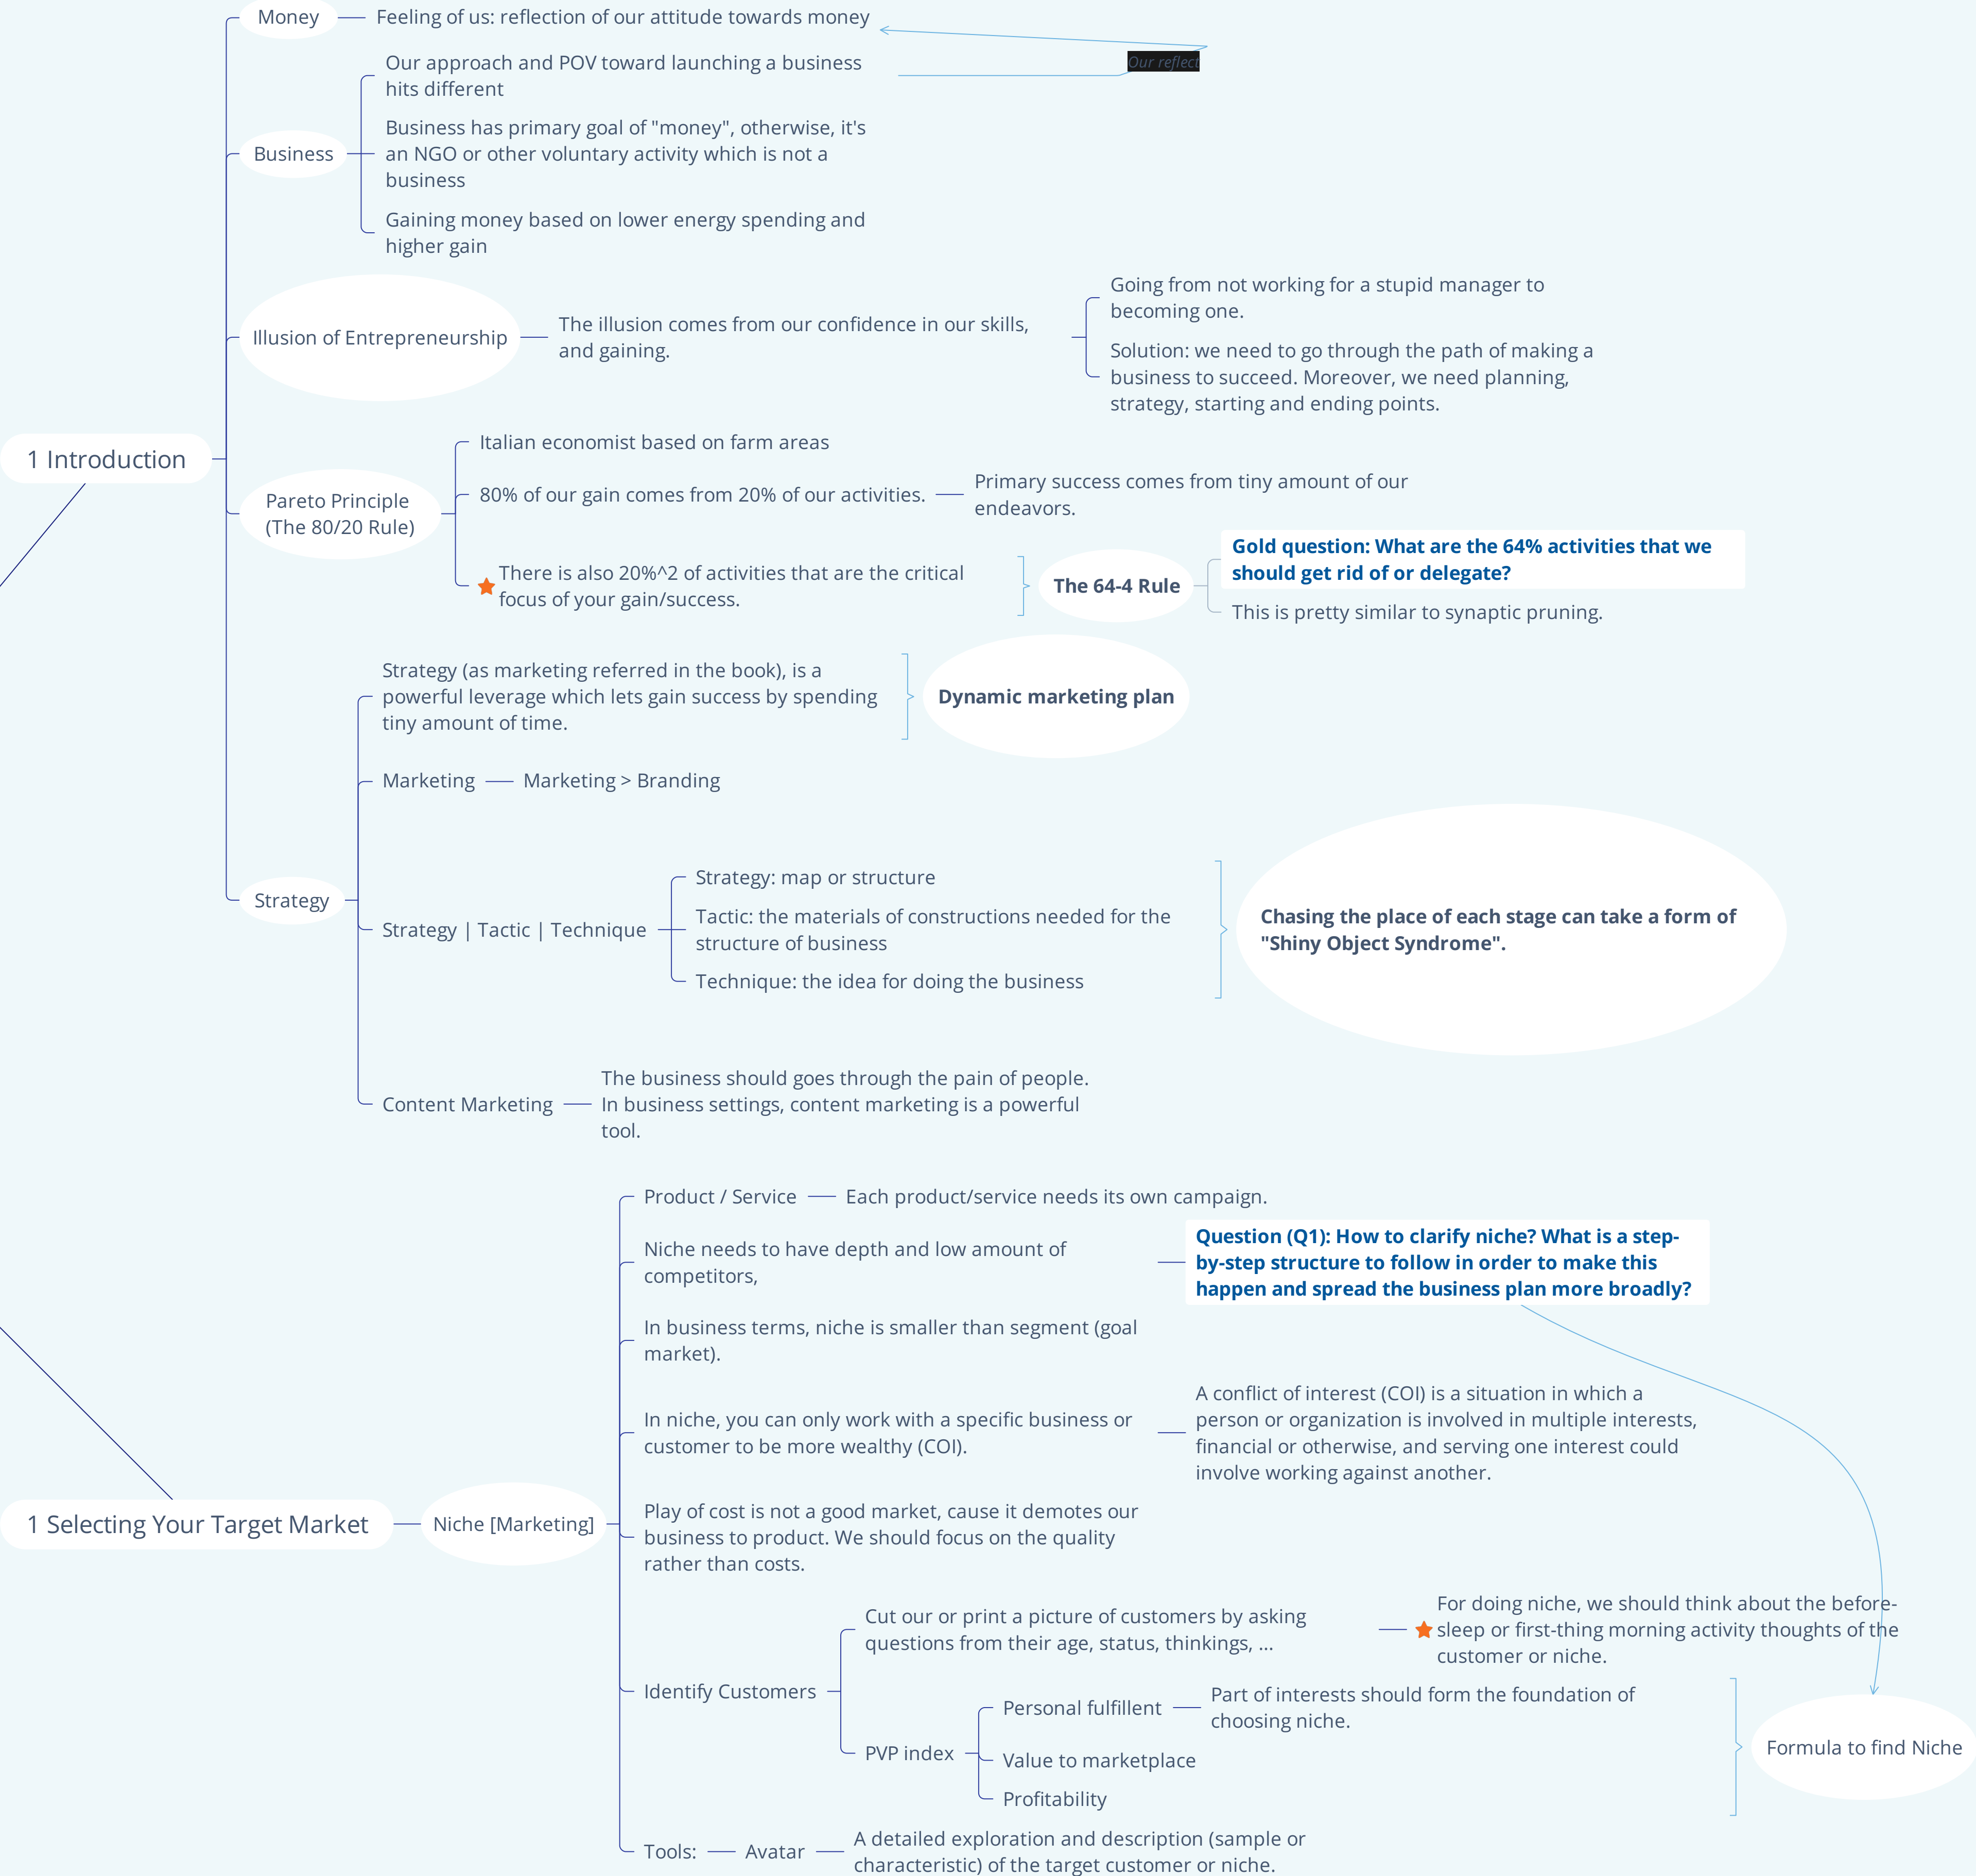 Money
Feeling of us: reflection of our attitude towards money
Our approach and POV toward launching a business
hits different
Our reflect
Business
Business has primary goal of "money", otherwise, it's
an NGO or other voluntary activity which is not a
business
Gaining money based on lower energy spending and
higher gain
Illusion of Entrepreneurship
The illusion comes from our confidence in our skills,
and gaining.
Going from not working for a stupid manager to
becoming one.
Solution: we need to go through the path of making a
business to succeed. Moreover, we need planning,
strategy, starting and ending points.
1 Introduction
Pareto Principle
(The 80/20 Rule)
Italian economist based on farm areas
80% of our gain comes from 20% of our activities.
Primary success comes from tiny amount of our
endeavors.
There is also 20%^2 of activities that are the critical
focus of your gain/success.
The 64-4 Rule
Gold question: What are the 64% activities that we
should get rid of or delegate?
This is pretty similar to synaptic pruning.
Strategy
Strategy (as marketing referred in the book), is a
powerful leverage which lets gain success by spending
tiny amount of time.
Dynamic marketing plan
Marketing
Marketing > Branding
Strategy | Tactic | Technique
Strategy: map or structure
Tactic: the materials of constructions needed for the
structure of business
Technique: the idea for doing the business
Chasing the place of each stage can take a form of
"Shiny Object Syndrome".
Content Marketing
The business should goes through the pain of people.
In business settings, content marketing is a powerful
tool.
1 Selecting Your Target Market
Niche [Marketing]
Product / Service
Each product/service needs its own campaign.
Niche needs to have depth and low amount of
competitors,
Question (Q1): How to clarify niche? What is a step-
by-step structure to follow in order to make this
happen and spread the business plan more broadly?
In business terms, niche is smaller than segment (goal
market).
In niche, you can only work with a specific business or
customer to be more wealthy (COI).
A conflict of interest (COI) is a situation in which a
person or organization is involved in multiple interests,
financial or otherwise, and serving one interest could
involve working against another.
Play of cost is not a good market, cause it demotes our
business to product. We should focus on the quality
rather than costs.
Identify Customers
Cut our or print a picture of customers by asking
questions from their age, status, thinkings, ...
For doing niche, we should think about the before-
sleep or first-thing morning activity thoughts of the
customer or niche.
PVP index
Personal fulfillent
Part of interests should form the foundation of
choosing niche.
Value to marketplace
Profitability
Formula to find Niche
Tools:
Avatar
A detailed exploration and description (sample or
characteristic) of the target customer or niche.